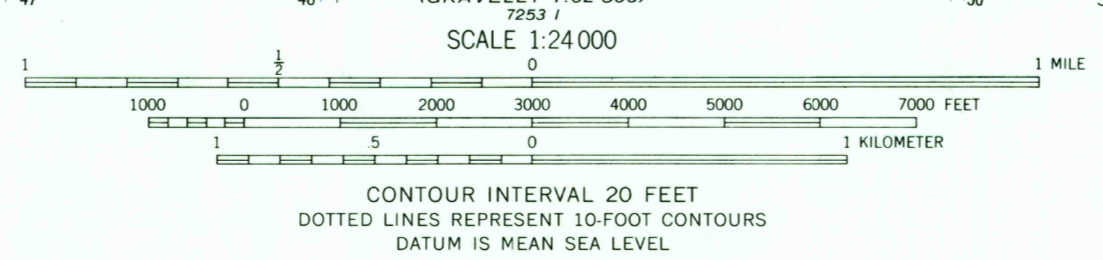 7253 I
SCALE 1:24 000
1 ½ 0 1 MILE
1000 0 1000 2000 3000 4000 5000 6000 7000 FEET
1 .5 0 1 KILOMETER
CONTOUR INTERVAL 20 FEET
DOTTED LINES REPRESENT 10-FOOT CONTOURS
DATUM IS MEAN SEA LEVEL